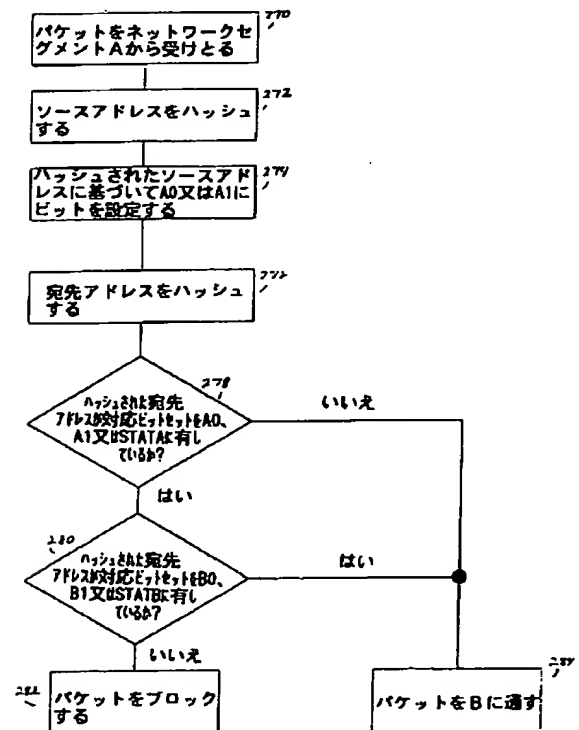 270
パケットをネットワークセ
グメントAから受けとる
272
ソースアドレスをハッシュ
する
274
ハッシュされたソースアド
レスに基づいてA0又はA1に
ビットを設定する
宛先アドレスをハッシュ
する
278
ハッシュされた宛先
アドレスが対応ビットセットをA0、
A1又はSTATAに有し
ているか?
いいえ
はい
280
ハッシュされた宛先
アドレスが対応ビットセットをB0、
B1又はSTATBに有し
ているか?
はい
いいえ
282
パケットをブロック
する
284
パケットをBに通す